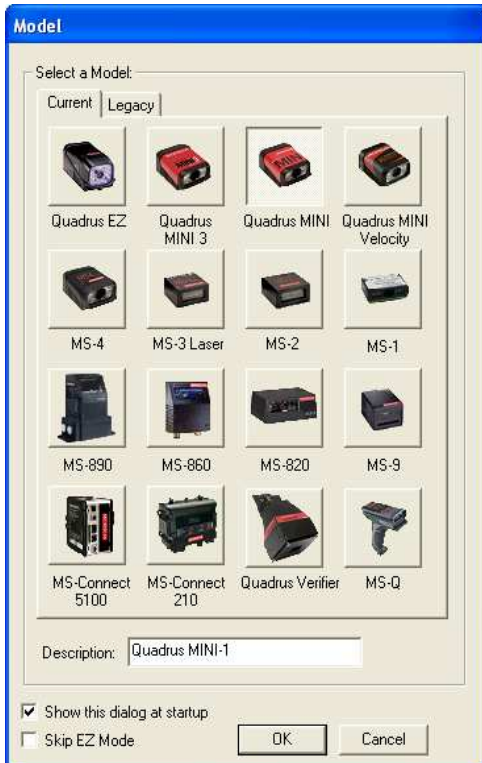 Model
Select a Model:
Current Legacy
Quadrus EZ Quadrus MINI 3 Quadrus MINI Quadrus MINI Velocity
MS-4 MS-3 Laser MS-2 MS-1
MS-890 MS-860 MS-820 MS-9
MS-Connect 5100 MS-Connect 210 Quadrus Verifier MS-Q
Description: Quadrus MINI-1
Show this dialog at startup
Skip EZ Mode OK Cancel